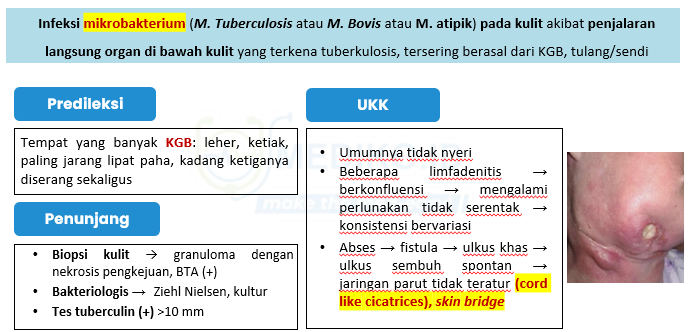 Infeksi mikrobakterium (M. Tuberculosis atau M. Bovis atau M. atipik) pada kulit akibat penjalaran
langsung organ di bawah kulit yang terkena tuberkulosis, tersering berasal dari KGB, tulang/sendi
Predileksi
Tempat yang banyak KGB: leher, ketiak,
paling jarang lipat paha, kadang ketiganya
diserang sekaligus
Penunjang
• Biopsi kulit → granuloma dengan
nekrosis pengkejuan, BTA (+)
• Bakteriologis → Ziehl Nielsen, kultur
• Tes tuberculin (+) >10 mm
UKK
• Umumnya tidak nyeri
• Beberapa limfadenitis →
berkonfluensi → mengalami
perlunakan tidak serentak →
konsistensi bervariasi
• Abses → fistula → ulkus khas →
ulkus sembuh spontan →
jaringan parut tidak teratur (cord
like cicatrices), skin bridge